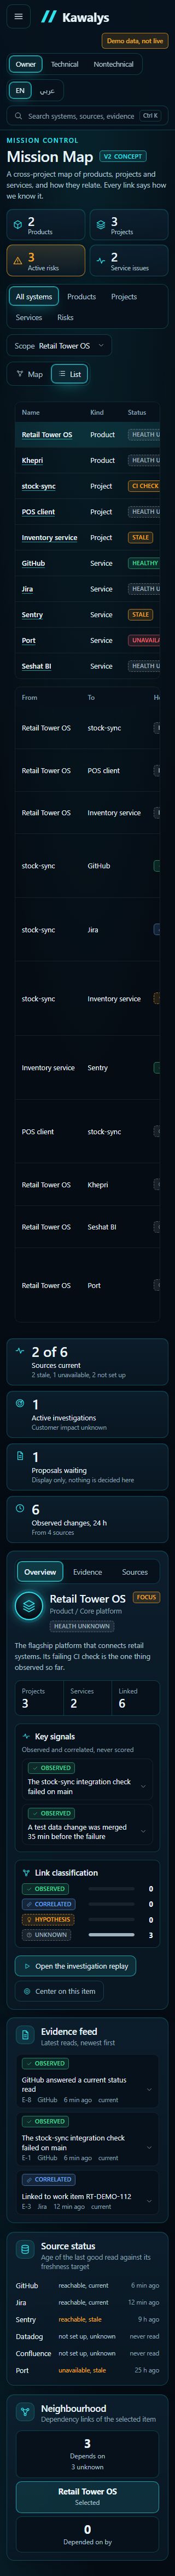 Kawalys
Demo data, not live
Owner Technical Nontechnical
EN عربي
Search systems, sources, evidence Ctrl K
MISSION CONTROL
Mission Map V2 CONCEPT
A cross-project map of products, projects and
services, and how they relate. Every link says how
we know it.
2
Products
3
Projects
3
Active risks
2
Service issues
All systems Products Projects
Services Risks
Scope Retail Tower OS
Map List
Name Kind Status
Retail Tower OS Product HEALTH U
Khepri Product HEALTH U
stock-sync Project CI CHECK
POS client Project HEALTH U
Inventory service Project STALE
GitHub Service HEALTHY
Jira Service HEALTH U
Sentry Service STALE
Port Service UNAVAILA
Seshat BI Service HEALTH U
From To
Retail Tower OS stock-sync
Retail Tower OS POS client
Retail Tower OS Inventory service
stock-sync GitHub
stock-sync Jira
stock-sync Inventory service
Inventory service Sentry
POS client stock-sync
Retail Tower OS Khepri
Retail Tower OS Seshat BI
Retail Tower OS Port
2 of 6
Sources current
2 stale, 1 unavailable, 2 not set up
1
Active investigations
Customer impact unknown
1
Proposals waiting
Display only, nothing is decided here
6
Observed changes, 24 h
From 4 sources
Overview Evidence Sources
Retail Tower OS FOCUS
Product / Core platform
HEALTH UNKNOWN
The flagship platform that connects retail
systems. Its failing CI check is the one thing
observed so far.
Projects Services Linked
3 2 6
Key signals
Observed and correlated, never scored
OBSERVED
The stock-sync integration check
failed on main
OBSERVED
A test data change was merged
35 min before the failure
Link classification
OBSERVED 0
CORRELATED 0
HYPOTHESIS 0
UNKNOWN 3
Open the investigation replay
Center on this item
Evidence feed
Latest reads, newest first
OBSERVED
GitHub answered a current status
read
E-8 GitHub 6 min ago current
OBSERVED
The stock-sync integration check
failed on main
E-1 GitHub 6 min ago current
CORRELATED
Linked to work item RT-DEMO-112
E-3 Jira 12 min ago current
Source status
Age of the last good read against its
freshness target
GitHub reachable, current 6 min ago
Jira reachable, current 12 min ago
Sentry reachable, stale 9 h ago
Datadog not set up, unknown never read
Confluence not set up, unknown never read
Port unavailable, stale 25 h ago
Neighbourhood
Dependency links of the selected item
3
Depends on
3 unknown
Retail Tower OS
Selected
0
Depended on by